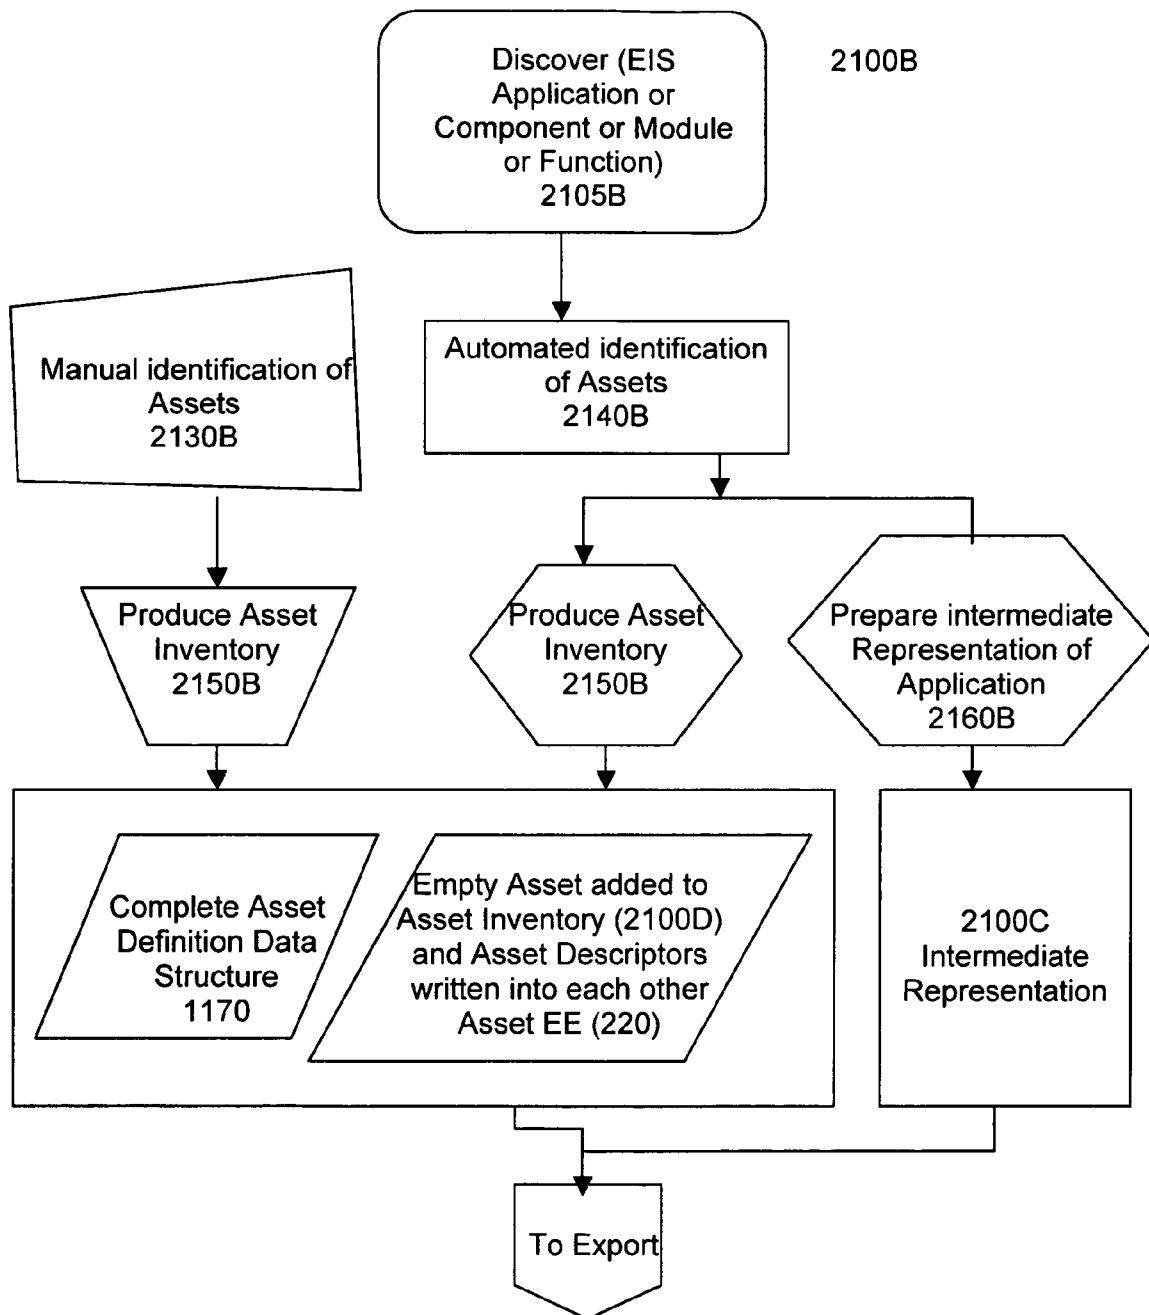 Discover (EIS
Application or
Component or Module
or Function)
2105B
2100B
Manual identification of
Assets
2130B
Automated identification
of Assets
2140B
Produce Asset
Inventory
2150B
Produce Asset
Inventory
2150B
Prepare intermediate
Representation of
Application
2160B
Complete Asset
Definition Data
Structure
1170
Empty Asset added to
Asset Inventory (2100D)
and Asset Descriptors
written into each other
Asset EE (220)
2100C
Intermediate
Representation
To Export